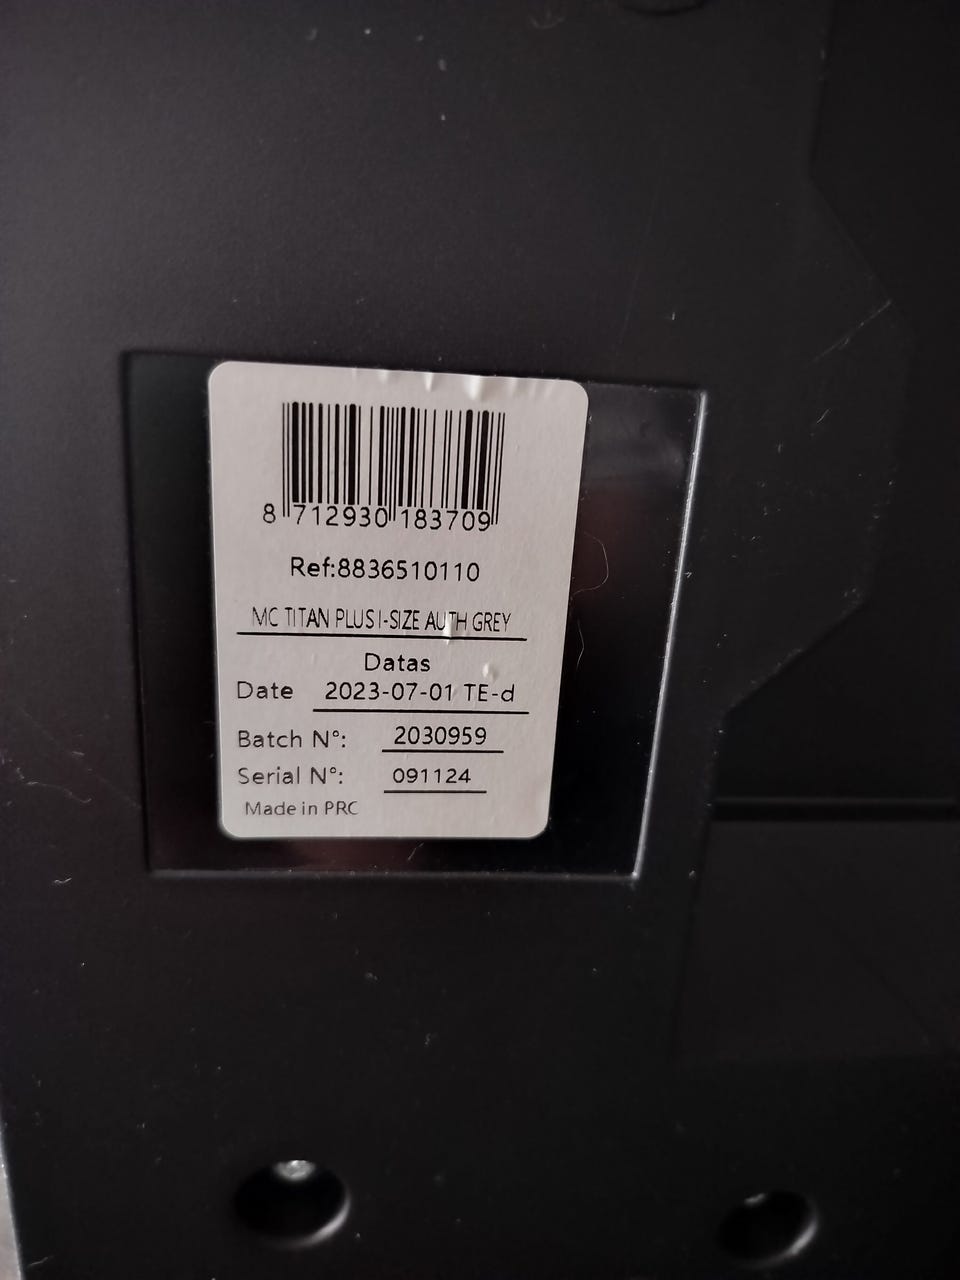 8 712930 183709
Ref:8836510110
MC TITAN PLUS I-SIZE AUTH GREY
Datas
Date 2023-07-01 TE-d
Batch N°: 2030959
Serial N°: 091124
Made in PRC